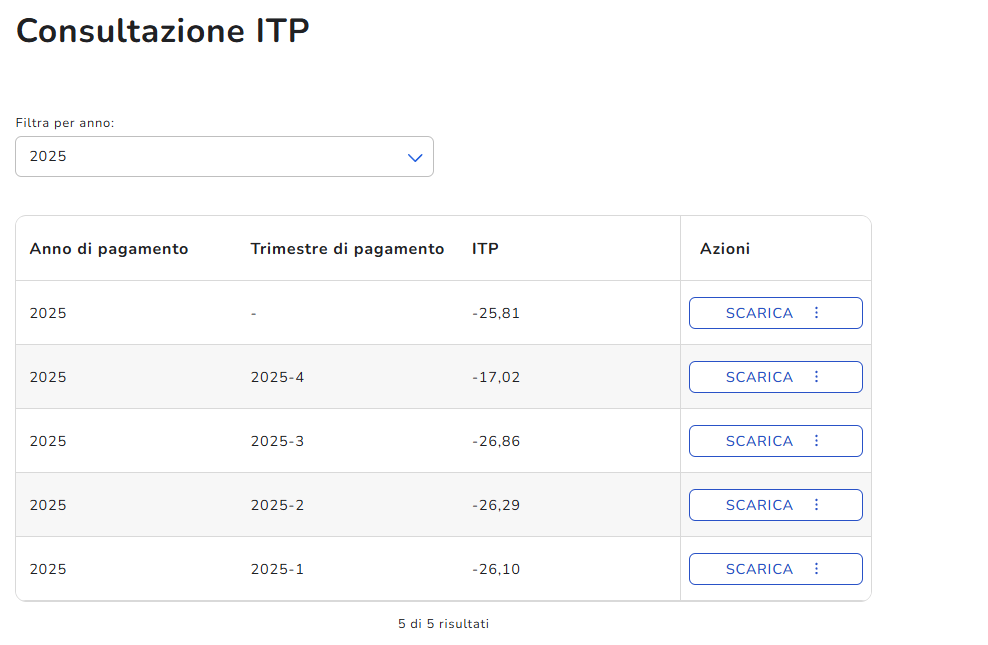 Consultazione ITP
Filtra per anno:
2025
Anno di pagamento Trimestre di pagamento ITP Azioni
2025 - -25,81 SCARICA
2025 2025-4 -17,02 SCARICA
2025 2025-3 -26,86 SCARICA
2025 2025-2 -26,29 SCARICA
2025 2025-1 -26,10 SCARICA
5 di 5 risultati